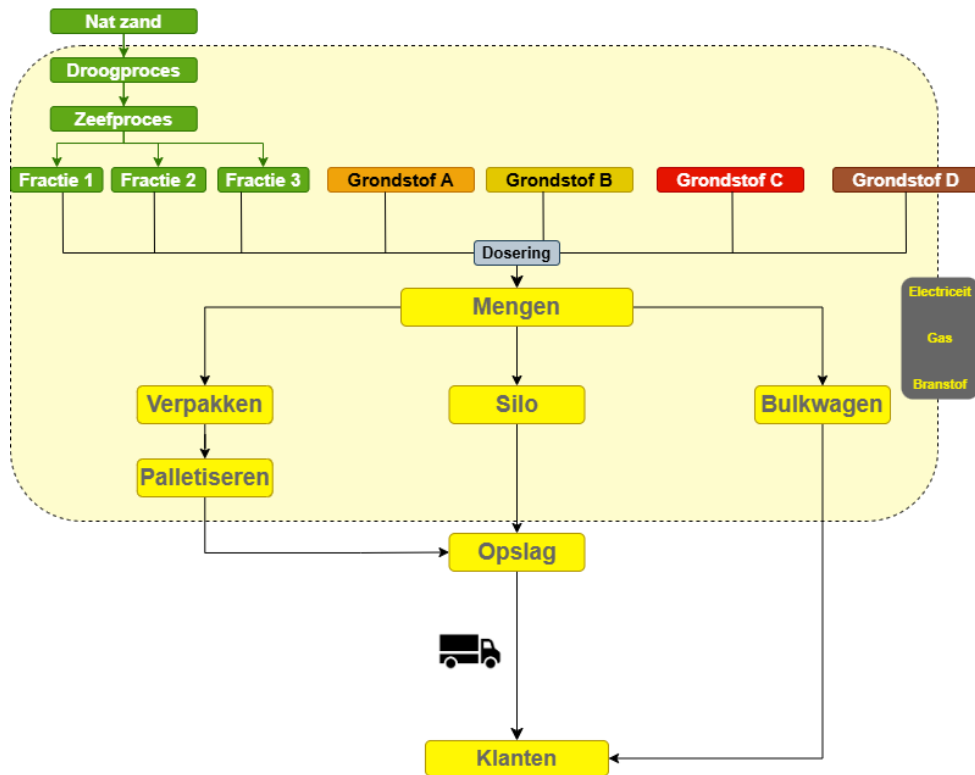 Nat zand
Droogproces
Zeefproces
Fractie 1
Fractie 2
Fractie 3
Grondstof A
Grondstof B
Grondstof C
Grondstof D
Dosering
Mengen
Electriceit
Gas
Branstof
Verpakken
Silo
Bulkwagen
Palletiseren
Opslag
Klanten